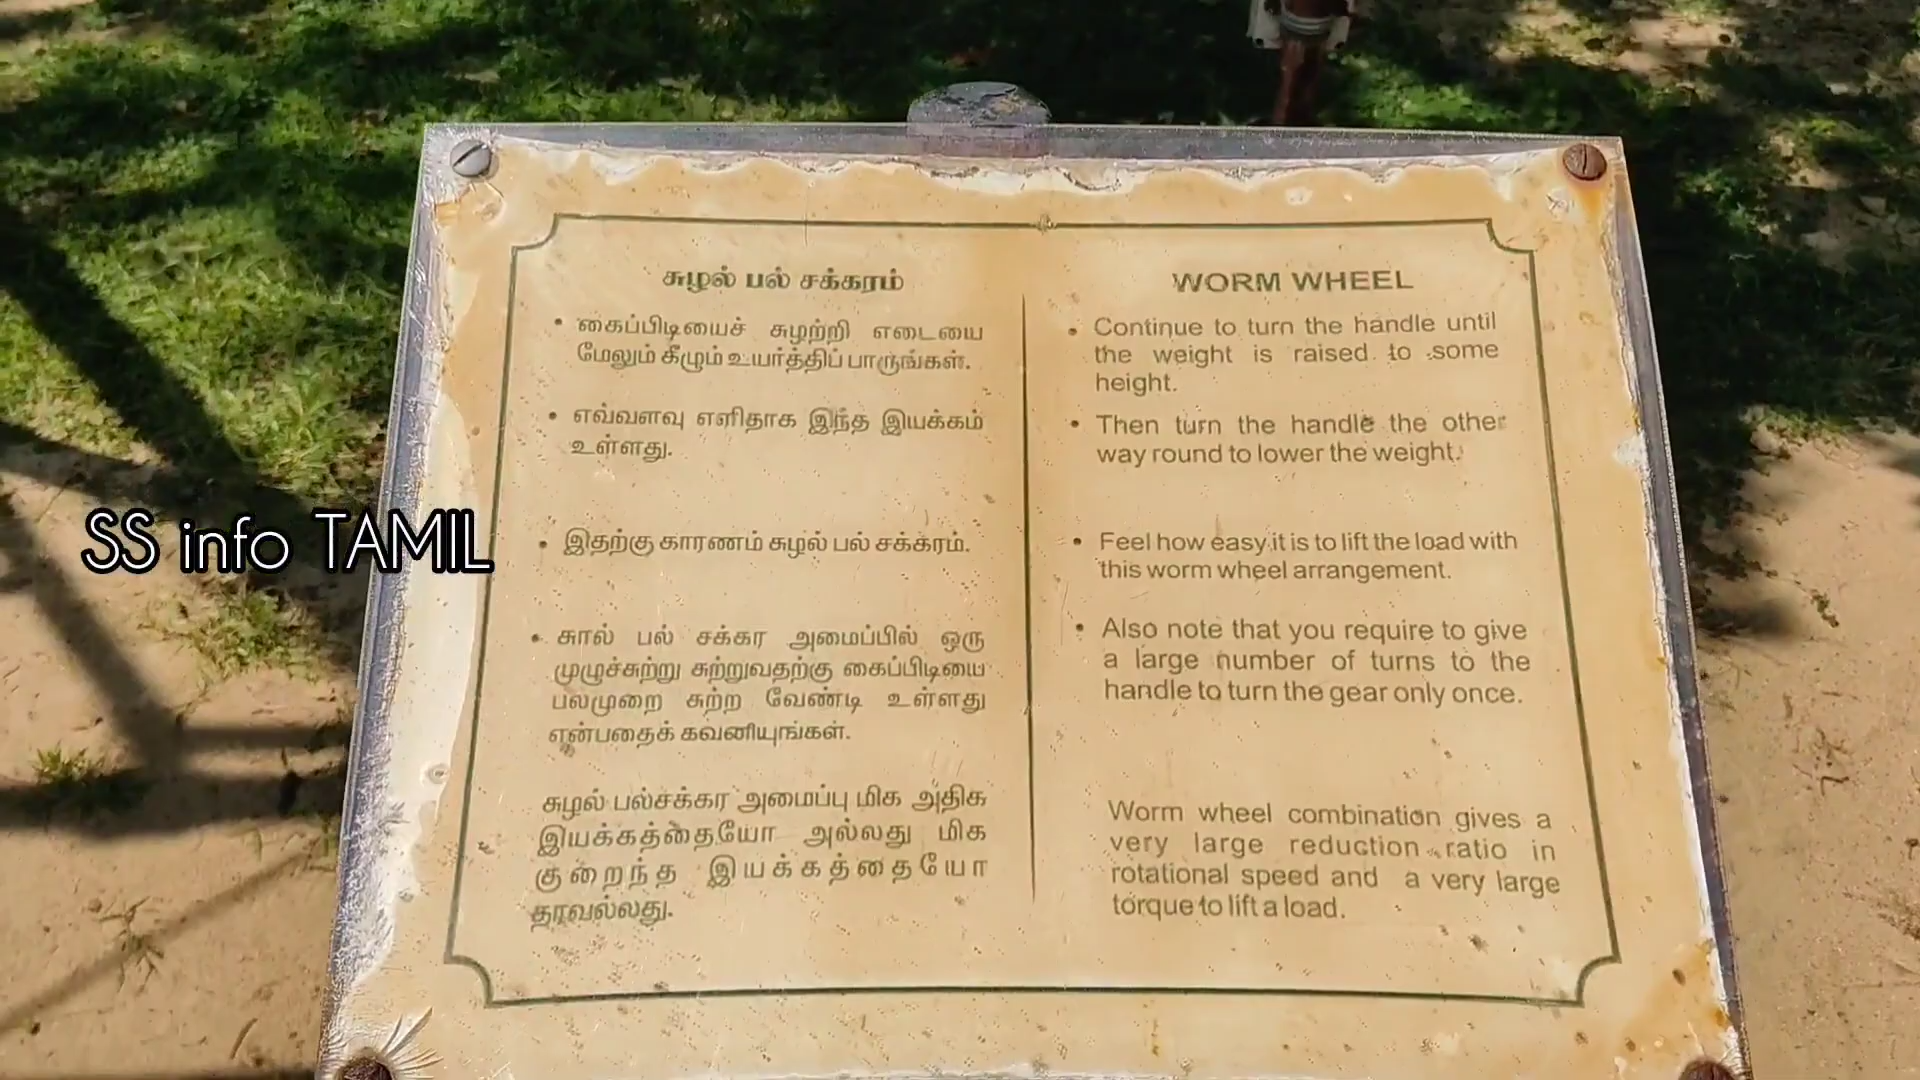 சுழல் பல் சக்கரம்
• கைப்பிடியைச் சுழற்றி எடையை
மேலும் கீழும் உயர்த்திப் பாருங்கள்.
• எவ்வளவு எளிதாக இந்த இயக்கம்
உள்ளது.
• இதற்கு காரணம் சுழல் பல் சக்கரம்.
• சுால் பல் சக்கர அமைப்பில் ஒரு
முழுச்சுற்று சுற்றுவதற்கு கைப்பிடியை
பலமுறை சுற்ற வேண்டி உள்ளது
என்பதைக் கவனியுங்கள்.
சுழல் பல்சக்கர அமைப்பு மிக அதிக
இயக்கத்தையோ அல்லது மிக
குறைந்த இயக்கத்தையோ
தரவல்லது.
WORM WHEEL
• Continue to turn the handle until
the weight is raised to some
height.
• Then turn the handle the other
way round to lower the weight.
• Feel how easy it is to lift the load with
this worm wheel arrangement.
• Also note that you require to give
a large number of turns to the
handle to turn the gear only once.
Worm wheel combination gives a
very large reduction ratio in
rotational speed and a very large
torque to lift a load.
SS info TAMIL